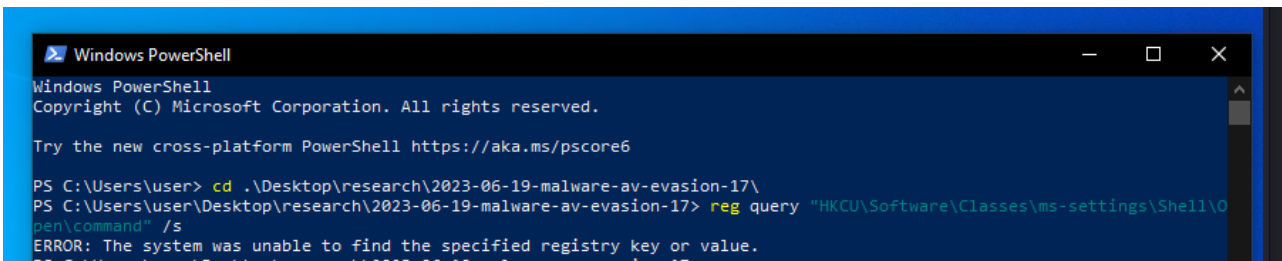 Windows PowerShell
Windows PowerShell
Copyright (C) Microsoft Corporation. All rights reserved.
Try the new cross-platform PowerShell https://aka.ms/pscore6
PS C:\Users\user> cd .\Desktop\research\2023-06-19-malware-av-evasion-17\
PS C:\Users\user\Desktop\research\2023-06-19-malware-av-evasion-17> reg query "HKCU\Software\Classes\ms-settings\Shell\O
pen\command" /s
ERROR: The system was unable to find the specified registry key or value.